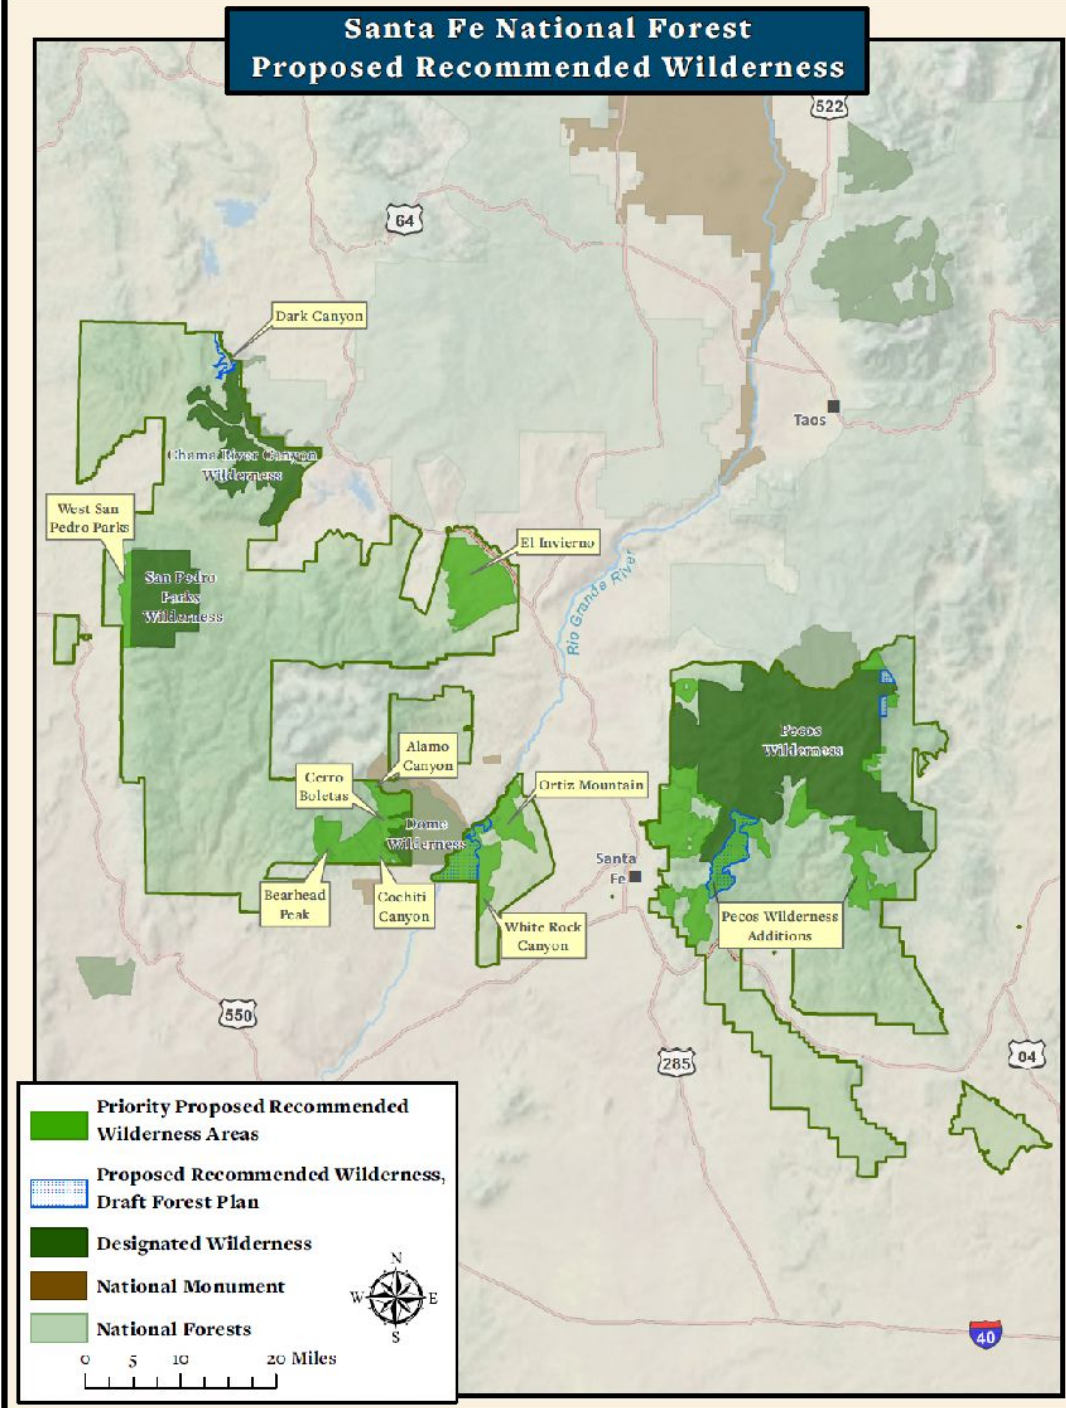 Santa Fe National Forest
Proposed Recommended Wilderness
522
64
Dark Canyon
Taos
Chama River Canyon
Wilderness
West San
Pedro Parks
El Invierno
San Pedro
Parks
Wilderness
Rio Grande River
Pecos
Wilderness
Alamo
Canyon
Cerro
Boletas
Ortiz Mountain
Dome
Wilderness
Santa
Fe
Bearhead
Peak
Cochiti
Canyon
Pecos Wilderness
Additions
White Rock
Canyon
550
285
04
Priority Proposed Recommended
Wilderness Areas
Proposed Recommended Wilderness,
Draft Forest Plan
Designated Wilderness
National Monument
National Forests
N
W E
S
0 5 10 20 Miles
40